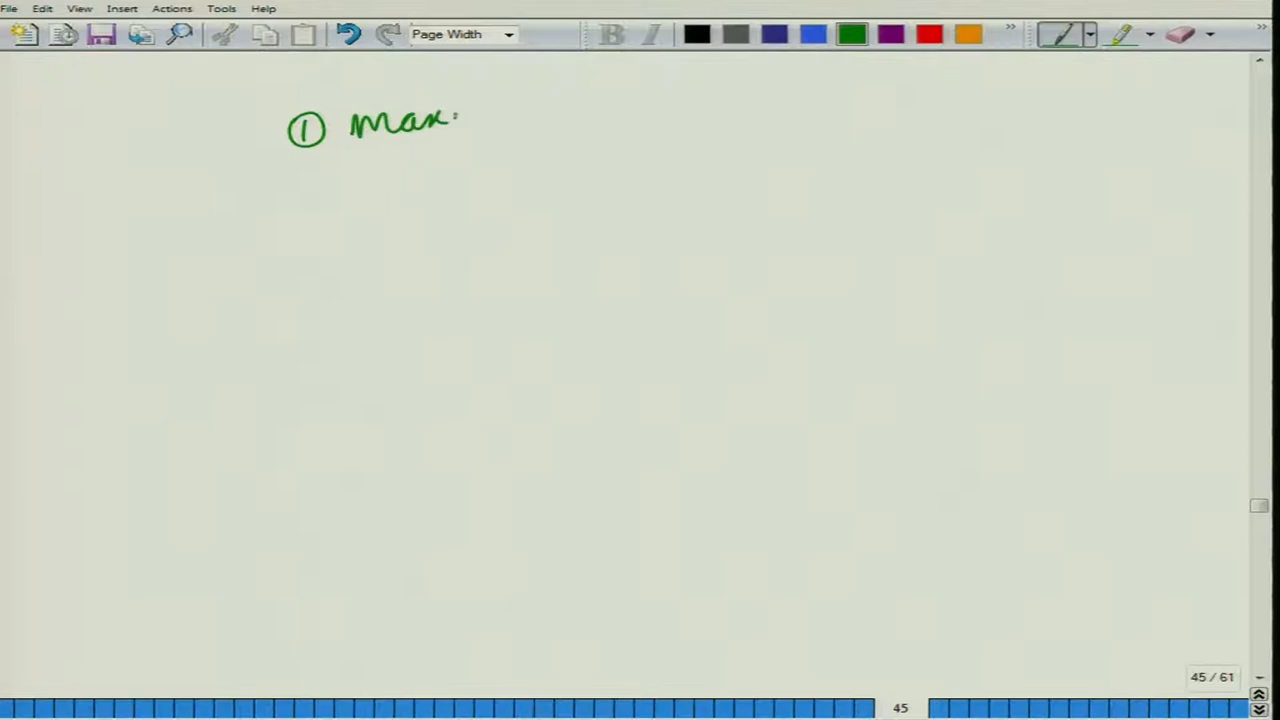 File Edit View Insert Actions Tools Help
Page Width B I »
① Max.
45 / 61
45